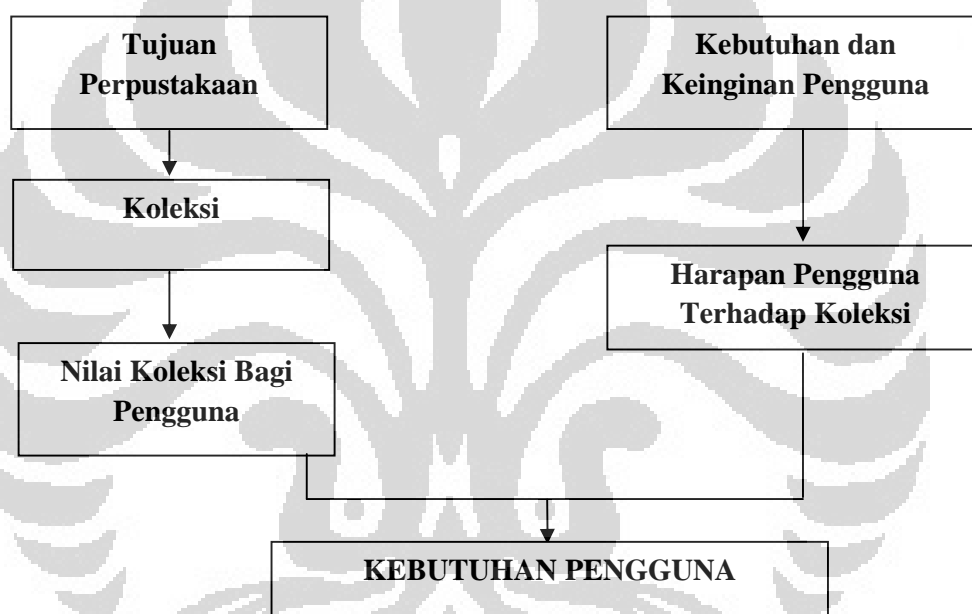 Tujuan
Perpustakaan
Kebutuhan dan
Keinginan Pengguna
Koleksi
Harapan Pengguna
Terhadap Koleksi
Nilai Koleksi Bagi
Pengguna
KEBUTUHAN PENGGUNA